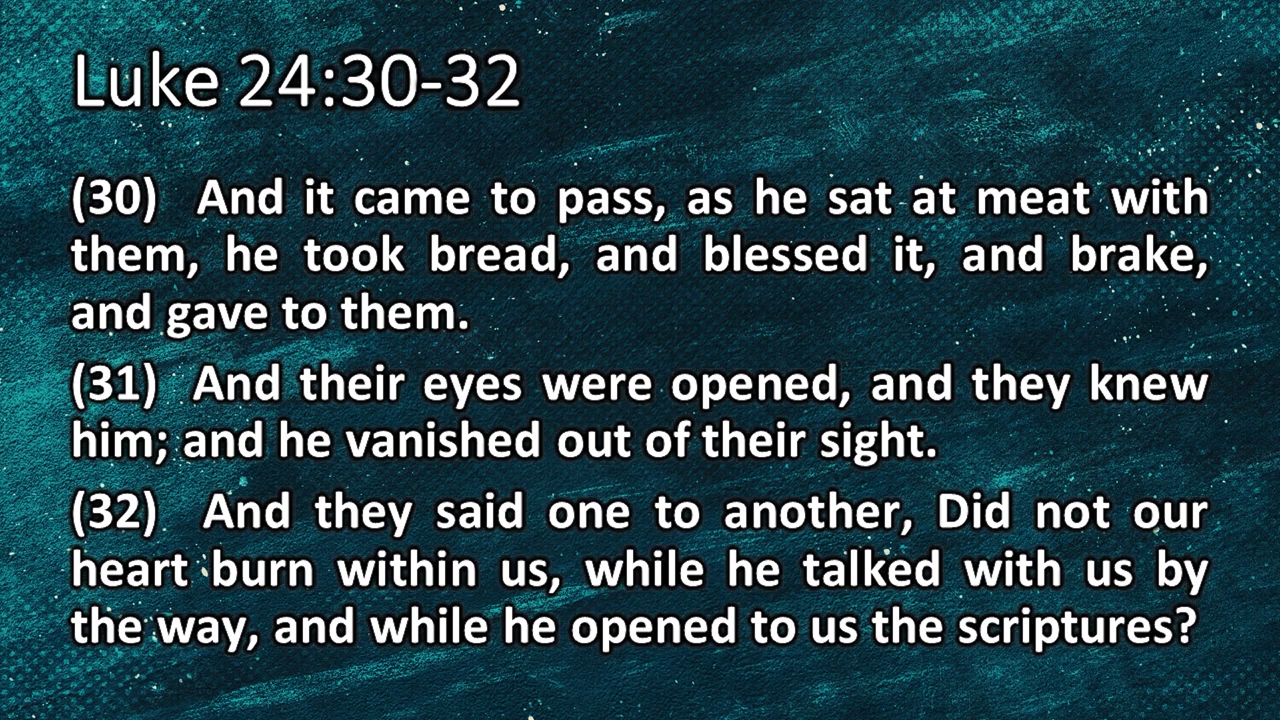 Luke 24:30-32
(30) And it came to pass, as he sat at meat with
them, he took bread, and blessed it, and brake,
and gave to them.
(31) And their eyes were opened, and they knew
him; and he vanished out of their sight.
(32) And they said one to another, Did not our
heart burn within us, while he talked with us by
the way, and while he opened to us the scriptures?